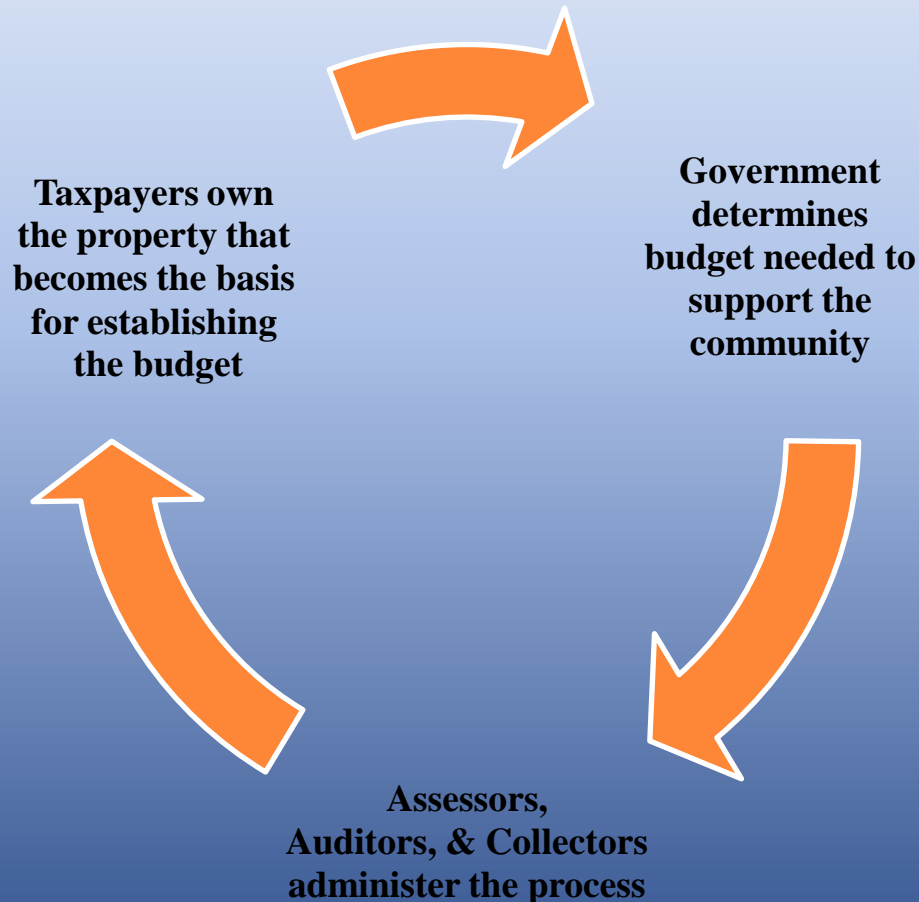 Taxpayers own
the property that
becomes the basis
for establishing
the budget
Government
determines
budget needed to
support the
community
Assessors,
Auditors, & Collectors
administer the process